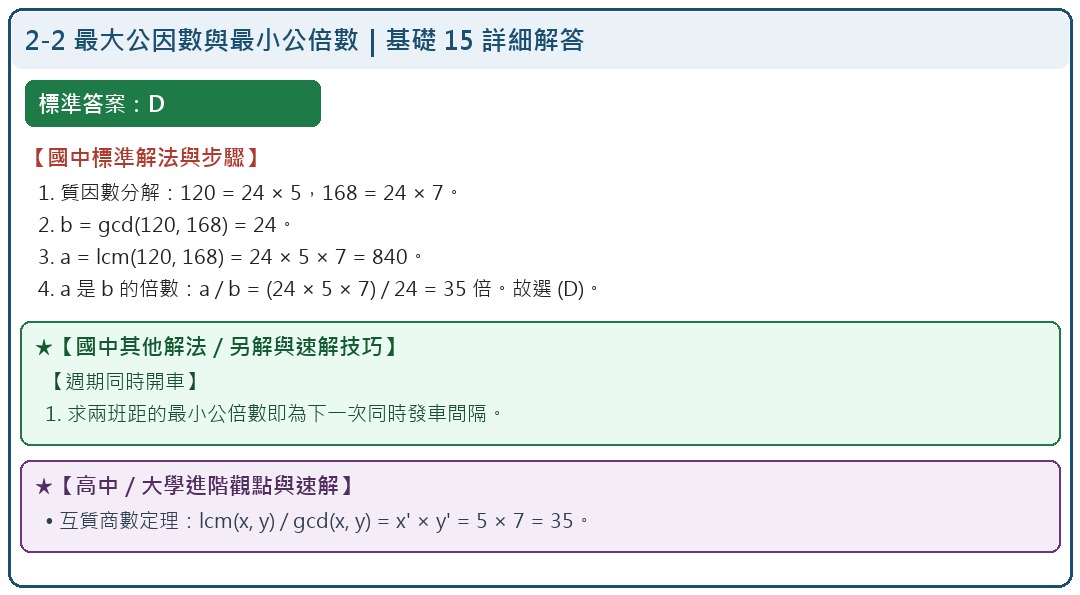 2-2 最大公因數與最小公倍數 | 基礎 15 詳細解答
標準答案：D
【國中標準解法與步驟】
1. 質因數分解：120 = 24 × 5，168 = 24 × 7。
2. b = gcd(120, 168) = 24。
3. a = lcm(120, 168) = 24 × 5 × 7 = 840。
4. a 是 b 的倍數：a / b = (24 × 5 × 7) / 24 = 35 倍。故選 (D)。
★【國中其他解法 / 另解與速解技巧】
【週期同時開車】
1. 求兩班距的最小公倍數即為下一次同時發車間隔。
★【高中 / 大學進階觀點與速解】
• 互質商數定理：lcm(x, y) / gcd(x, y) = x' × y' = 5 × 7 = 35。